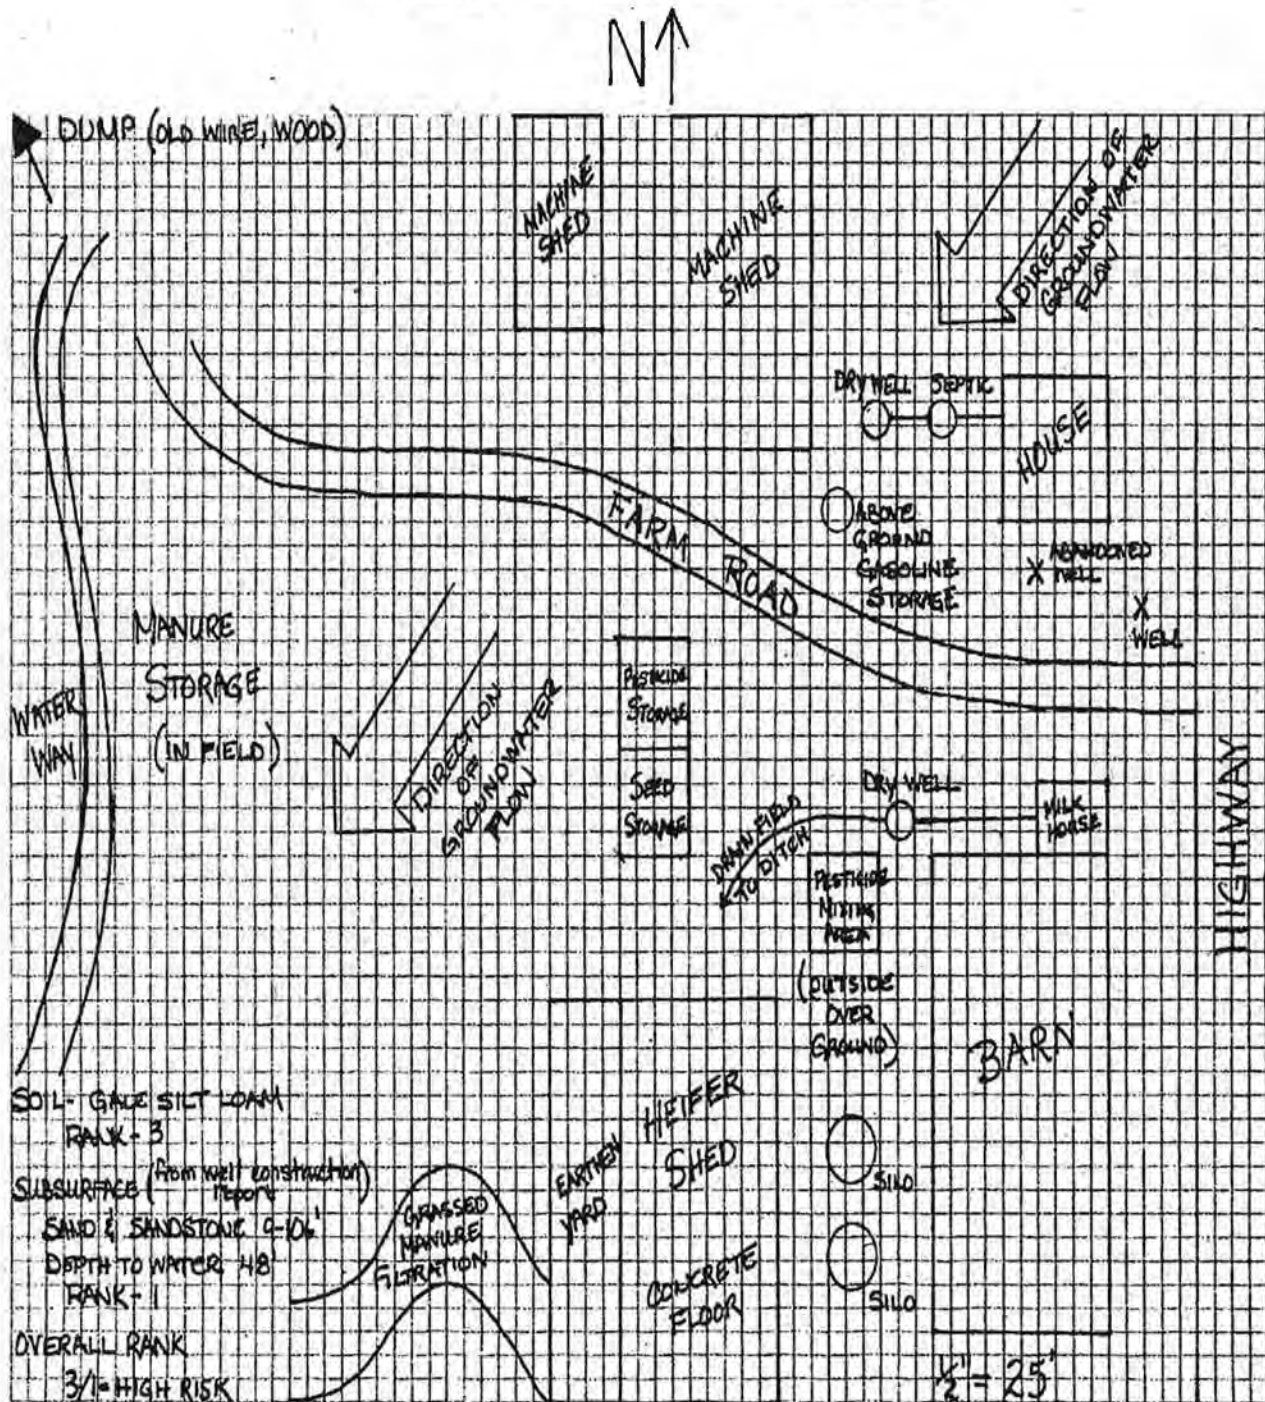 N
DUMP (OLD WIRE, WOOD)
MACHINE
SHED
MACHINE
SHED
DIRECTION OF
GROUNDWATER
FLOW
DRY WELL SEPTIC
HOUSE
FARM
ROAD
ABOVE
GROUND
GASOLINE
STORAGE
X ABANDONED
WELL
X
WELL
MANURE
STORAGE
(IN FIELD)
WATER
WAY
DIRECTION
OF
GROUNDWATER
FLOW
PESTICIDE
STORAGE
SEED
STORAGE
DRY WELL
MILK
HOUSE
DRAIN FIELD
TO DITCH
HIGHWAY
PESTICIDE
MIXING
AREA
(OUTSIDE
OVER
GROUND)
BARN
HEIFER
SHED
EARTHEN
YARD
CONCRETE
FLOOR
SILO
SILO
GRASSED
MANURE
FILTRATION
SOIL - GALE SILT LOAM
RANK - 3
SUBSURFACE (from well construction
report)
SAND & SANDSTONE 9-106'
DEPTH TO WATER 48'
RANK - 1
OVERALL RANK
3/1 = HIGH RISK
1/2" = 25'